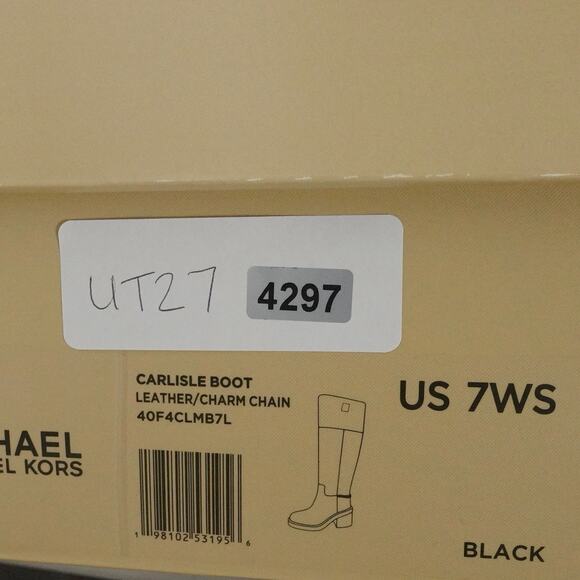 UT27 4297
CARLISLE BOOT
LEATHER/CHARM CHAIN
40F4CLMB7L
US 7WS
HAEL
EL KORS
1 98102 53195 6
BLACK